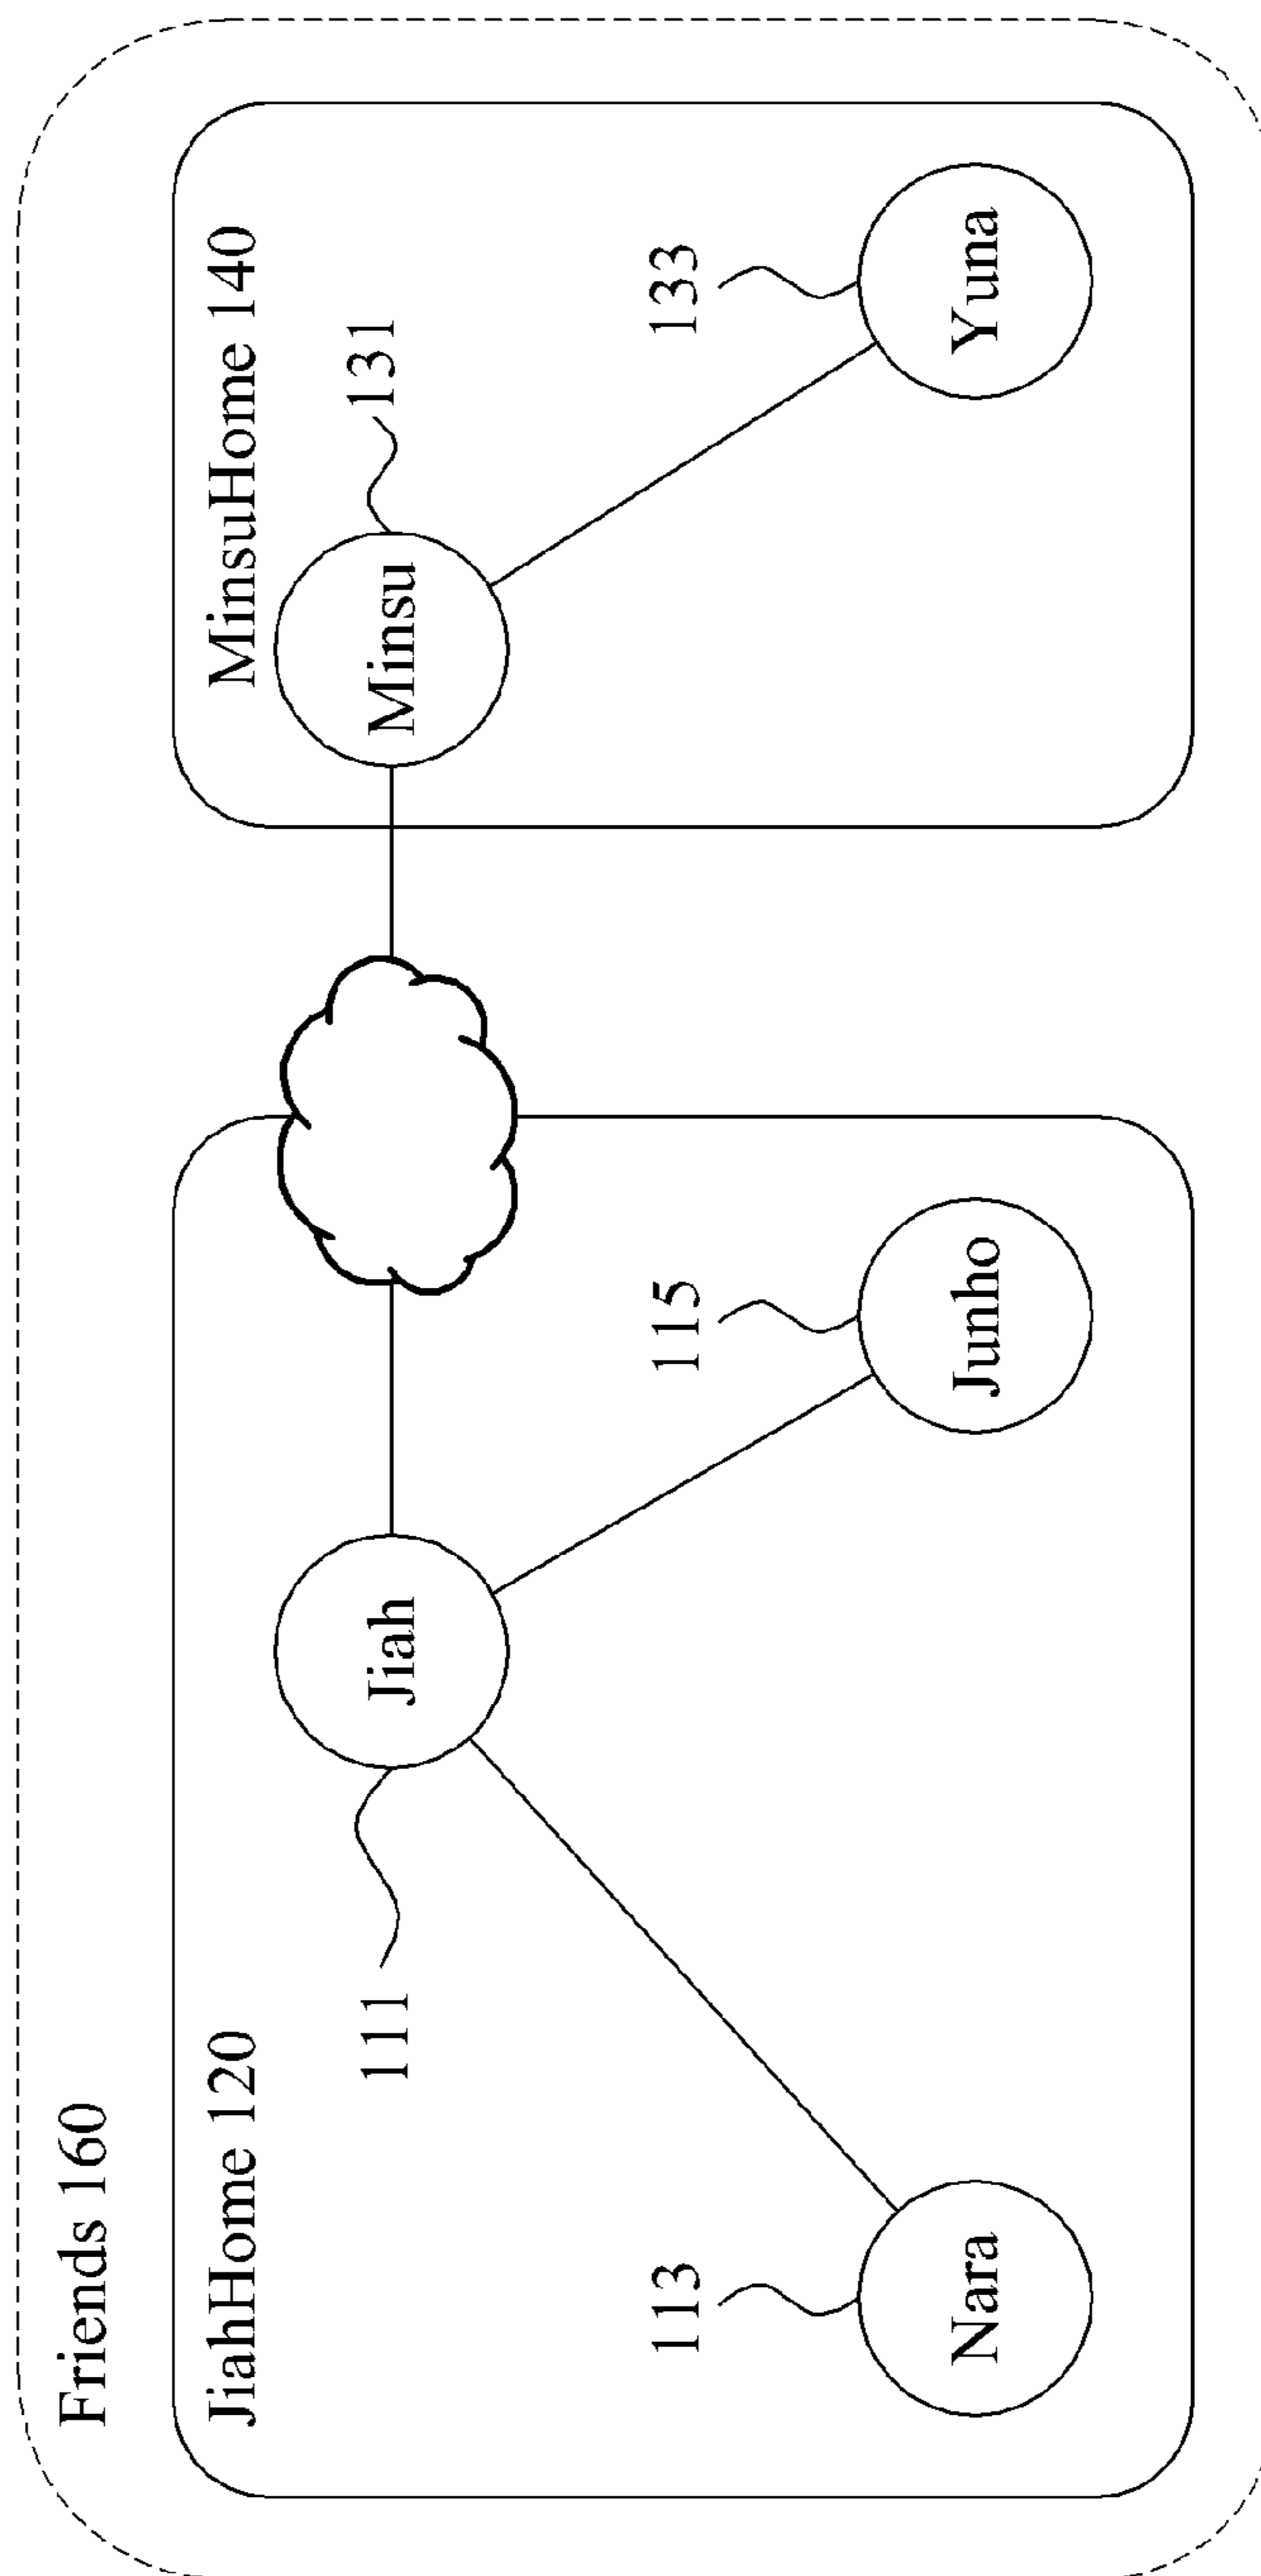 Friends 160
JiahHome 120
MinsuHome 140
111
Jiah
Minsu
131
113
115
133
Nara
Junho
Yuna